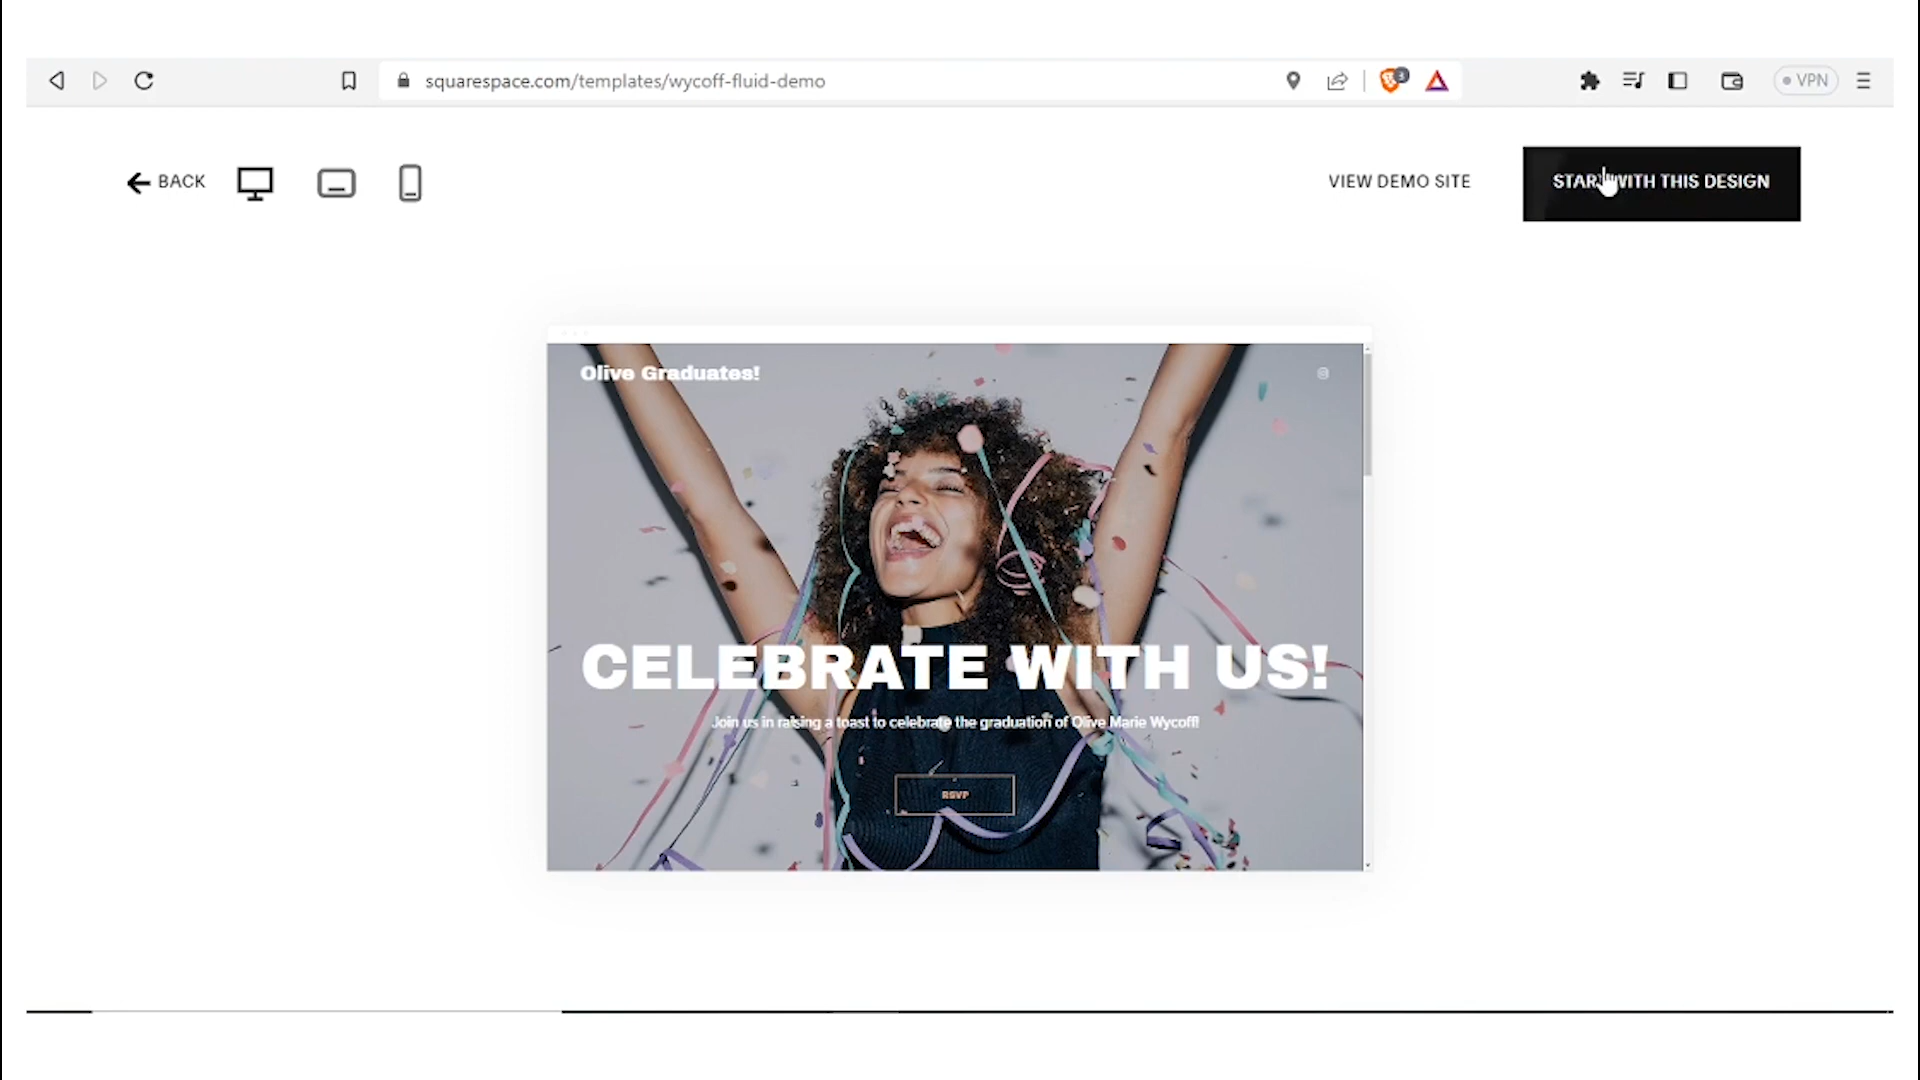 squarespace.com/templates/wycoff-fluid-demo
3
VPN
BACK
VIEW DEMO SITE
START WITH THIS DESIGN
Olive Graduates!
CELEBRATE WITH US!
Join us in raising a toast to celebrate the graduation of Olive Marie Wycoff!
RSVP